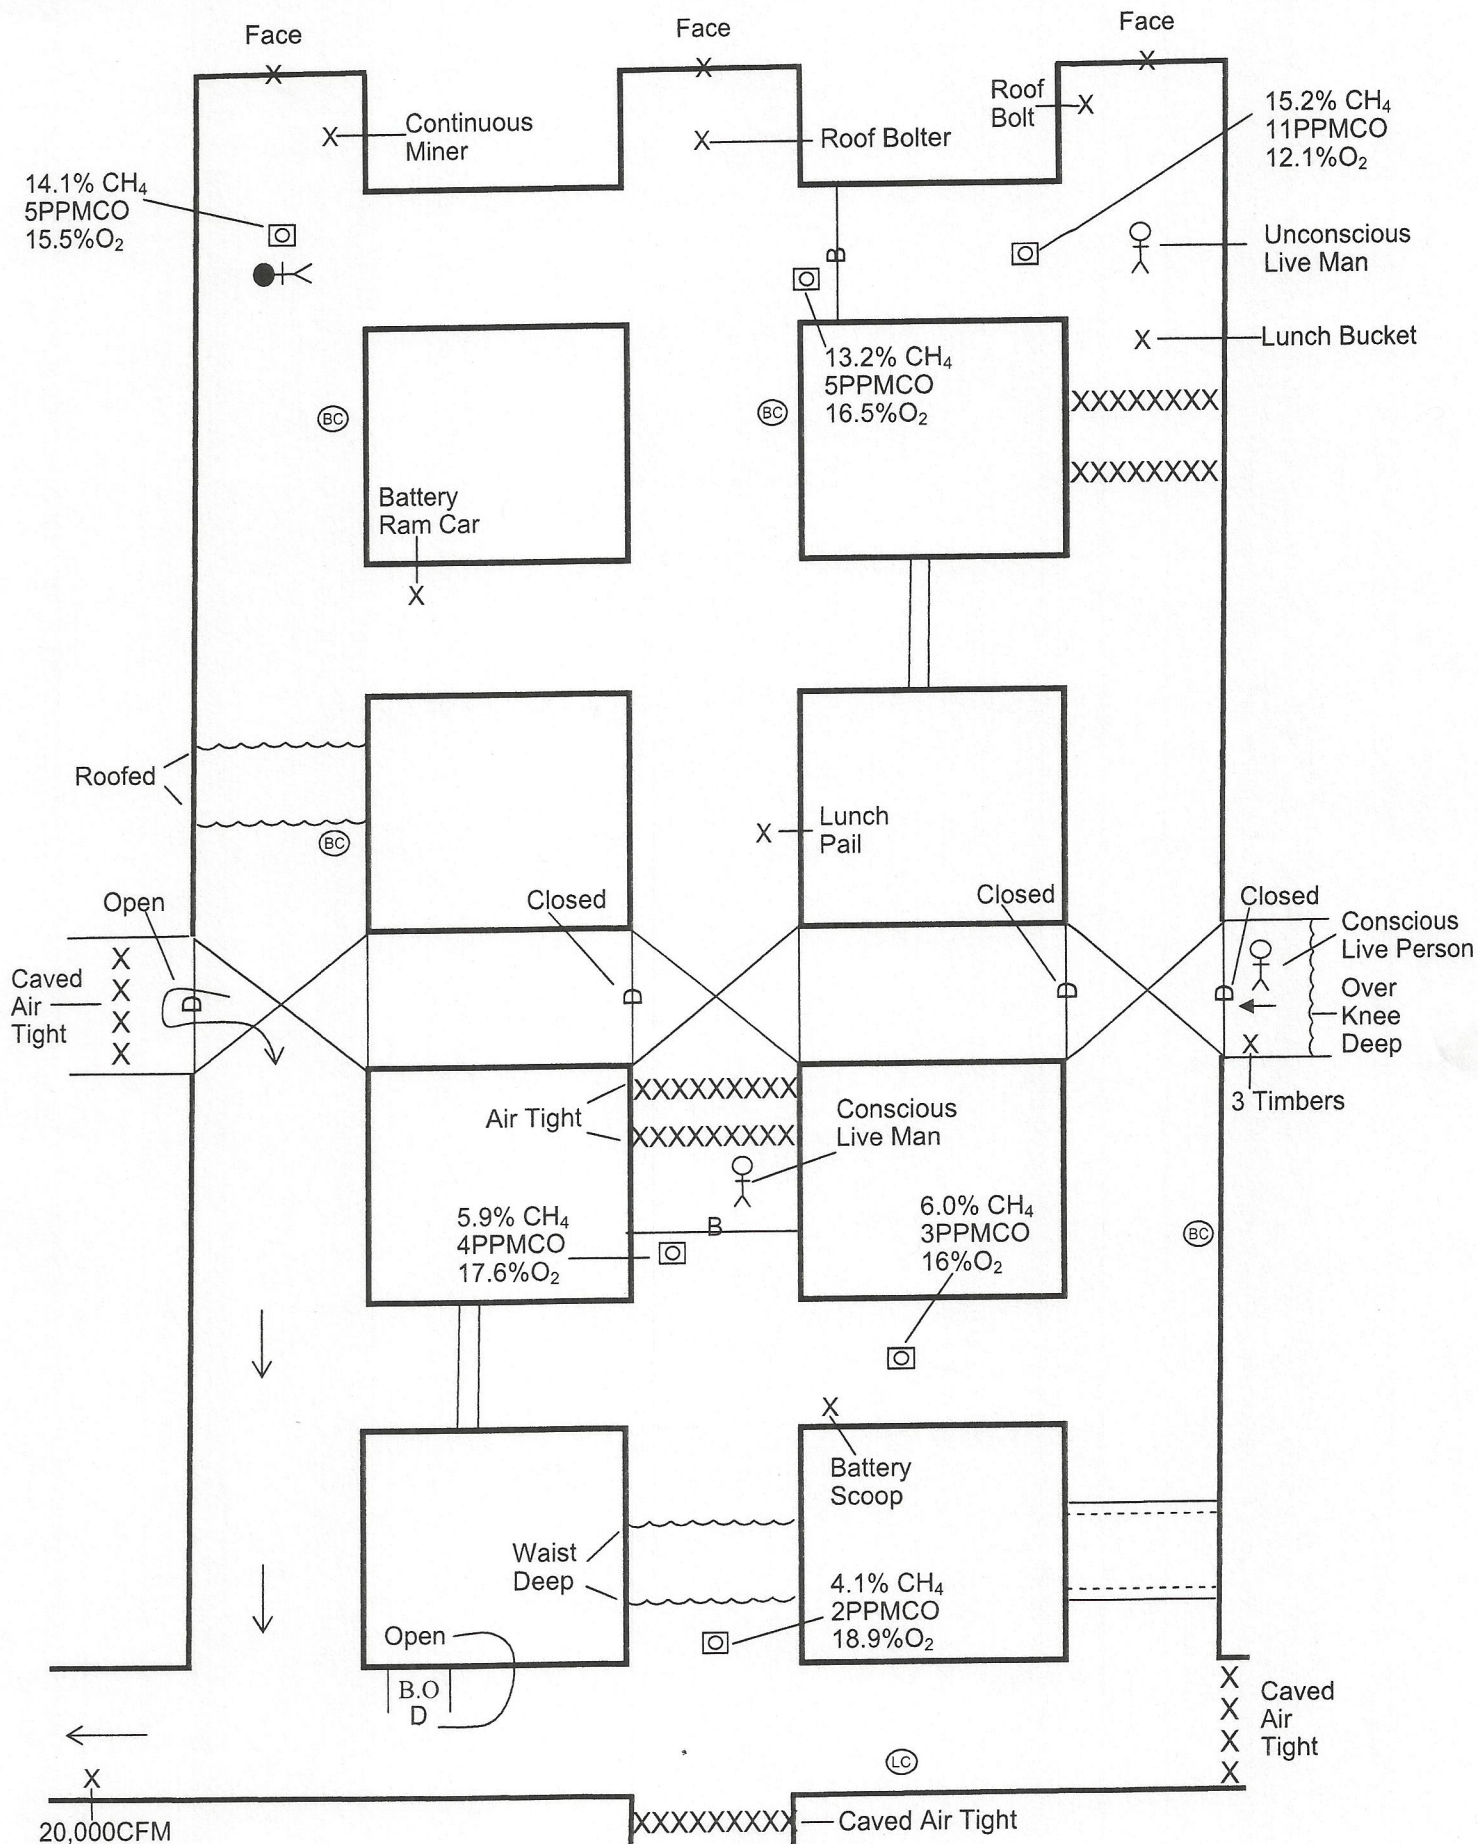 Face
Face
Face
Continuous
Miner
Roof Bolter
Roof
Bolt
15.2% CH₄
11PPMCO
12.1%O₂
14.1% CH₄
5PPMCO
15.5%O₂
X
X
X
X
X
X
B
Unconscious
Live Man
X
Lunch Bucket
13.2% CH₄
5PPMCO
16.5%O₂
BC
BC
XXXXXXXX
XXXXXXXX
Battery
Ram Car
X
Roofed
BC
X
Lunch
Pail
Open
Closed
Closed
Closed
Conscious
Live Person
Caved
Air
Tight
X
X
X
X
D
D
D
D
Over
Knee
Deep
X
3 Timbers
Air Tight
XXXXXXXXX
XXXXXXXXX
Conscious
Live Man
5.9% CH₄
4PPMCO
17.6%O₂
B
6.0% CH₄
3PPMCO
16%O₂
BC
X
Battery
Scoop
Waist
Deep
4.1% CH₄
2PPMCO
18.9%O₂
Open
B.O
D
Caved
Air
Tight
X
X
X
X
LC
X
20,000CFM
XXXXXXXXX
Caved Air Tight